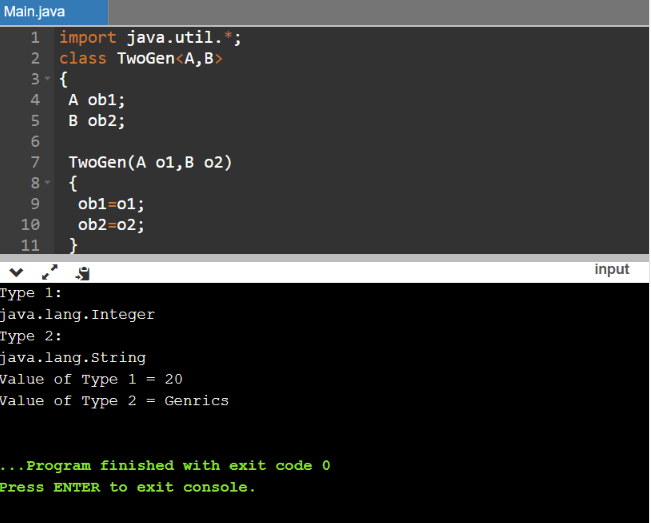 Main.java
1 import java.util.*;
2 class TwoGen<A,B>
3 {
4 A ob1;
5 B ob2;
6
7 TwoGen(A o1,B o2)
8 {
9 ob1=o1;
10 ob2=o2;
11 }
input
Type 1:
java.lang.Integer
Type 2:
java.lang.String
Value of Type 1 = 20
Value of Type 2 = Genrics
...Program finished with exit code 0
Press ENTER to exit console.